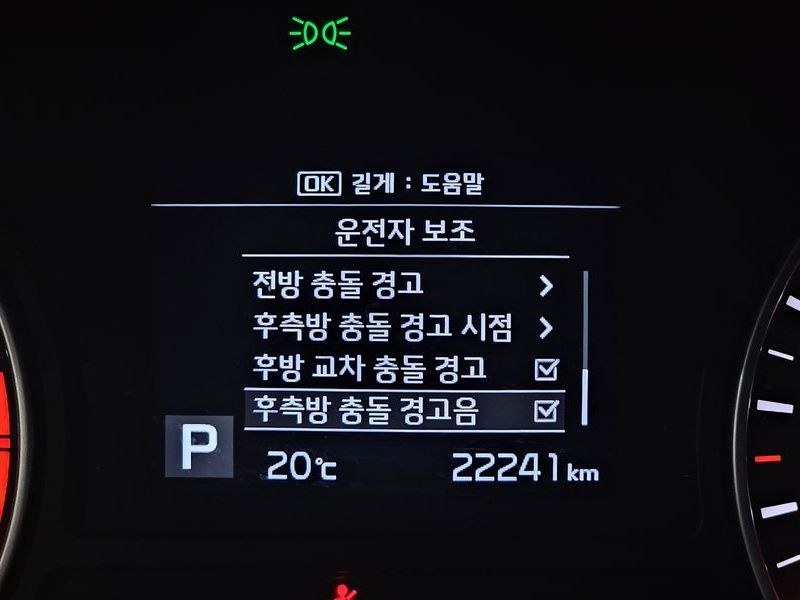 OK 길게 : 도움말
운전자 보조
전방 충돌 경고
후측방 충돌 경고 시점
후방 교차 충돌 경고
후측방 충돌 경고음
P
20℃ 22241km